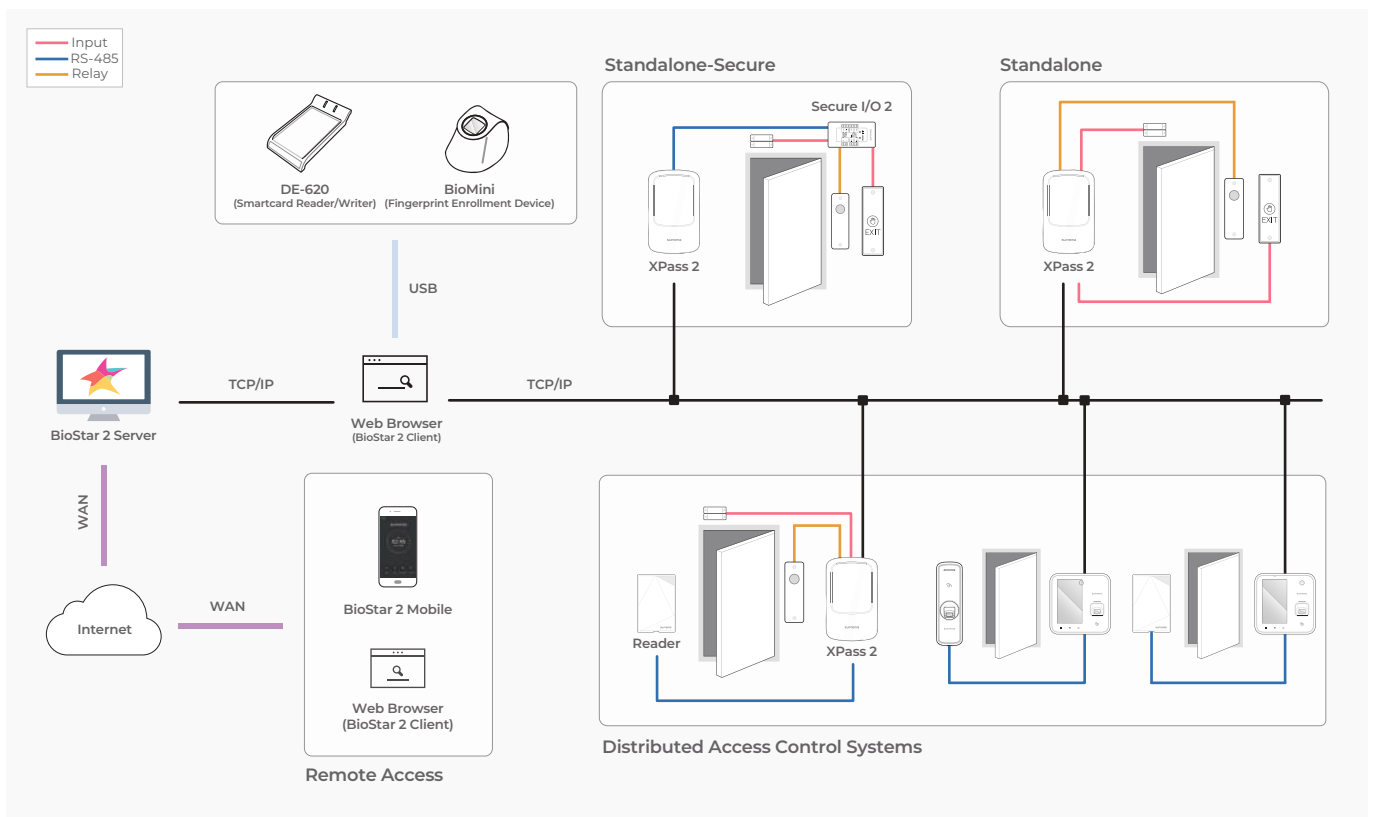 Input
RS-485
Relay
Standalone-Secure
Standalone
Secure I/O 2
DE-620
(Smartcard Reader/Writer)
BioMini
(Fingerprint Enrollment Device)
EXIT
XPass 2
EXIT
XPass 2
USB
TCP/IP
TCP/IP
BioStar 2 Server
Web Browser
(BioStar 2 Client)
WAN
Internet
WAN
BioStar 2 Mobile
Web Browser
(BioStar 2 Client)
Remote Access
Reader
XPass 2
Distributed Access Control Systems